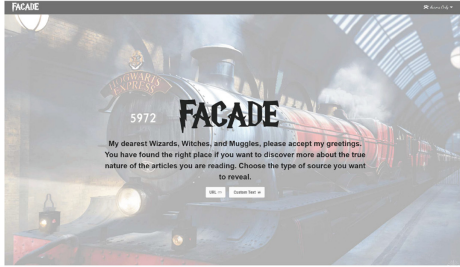 FACADE
HOGWARTS
EXPRESS
5972
FACADE
My dearest Wizards, Witches, and Muggles, please accept my greetings.
You have found the right place if you want to discover more about the true
nature of the articles you are reading. Choose the type of source you want
to reveal.
URL
Custom Text